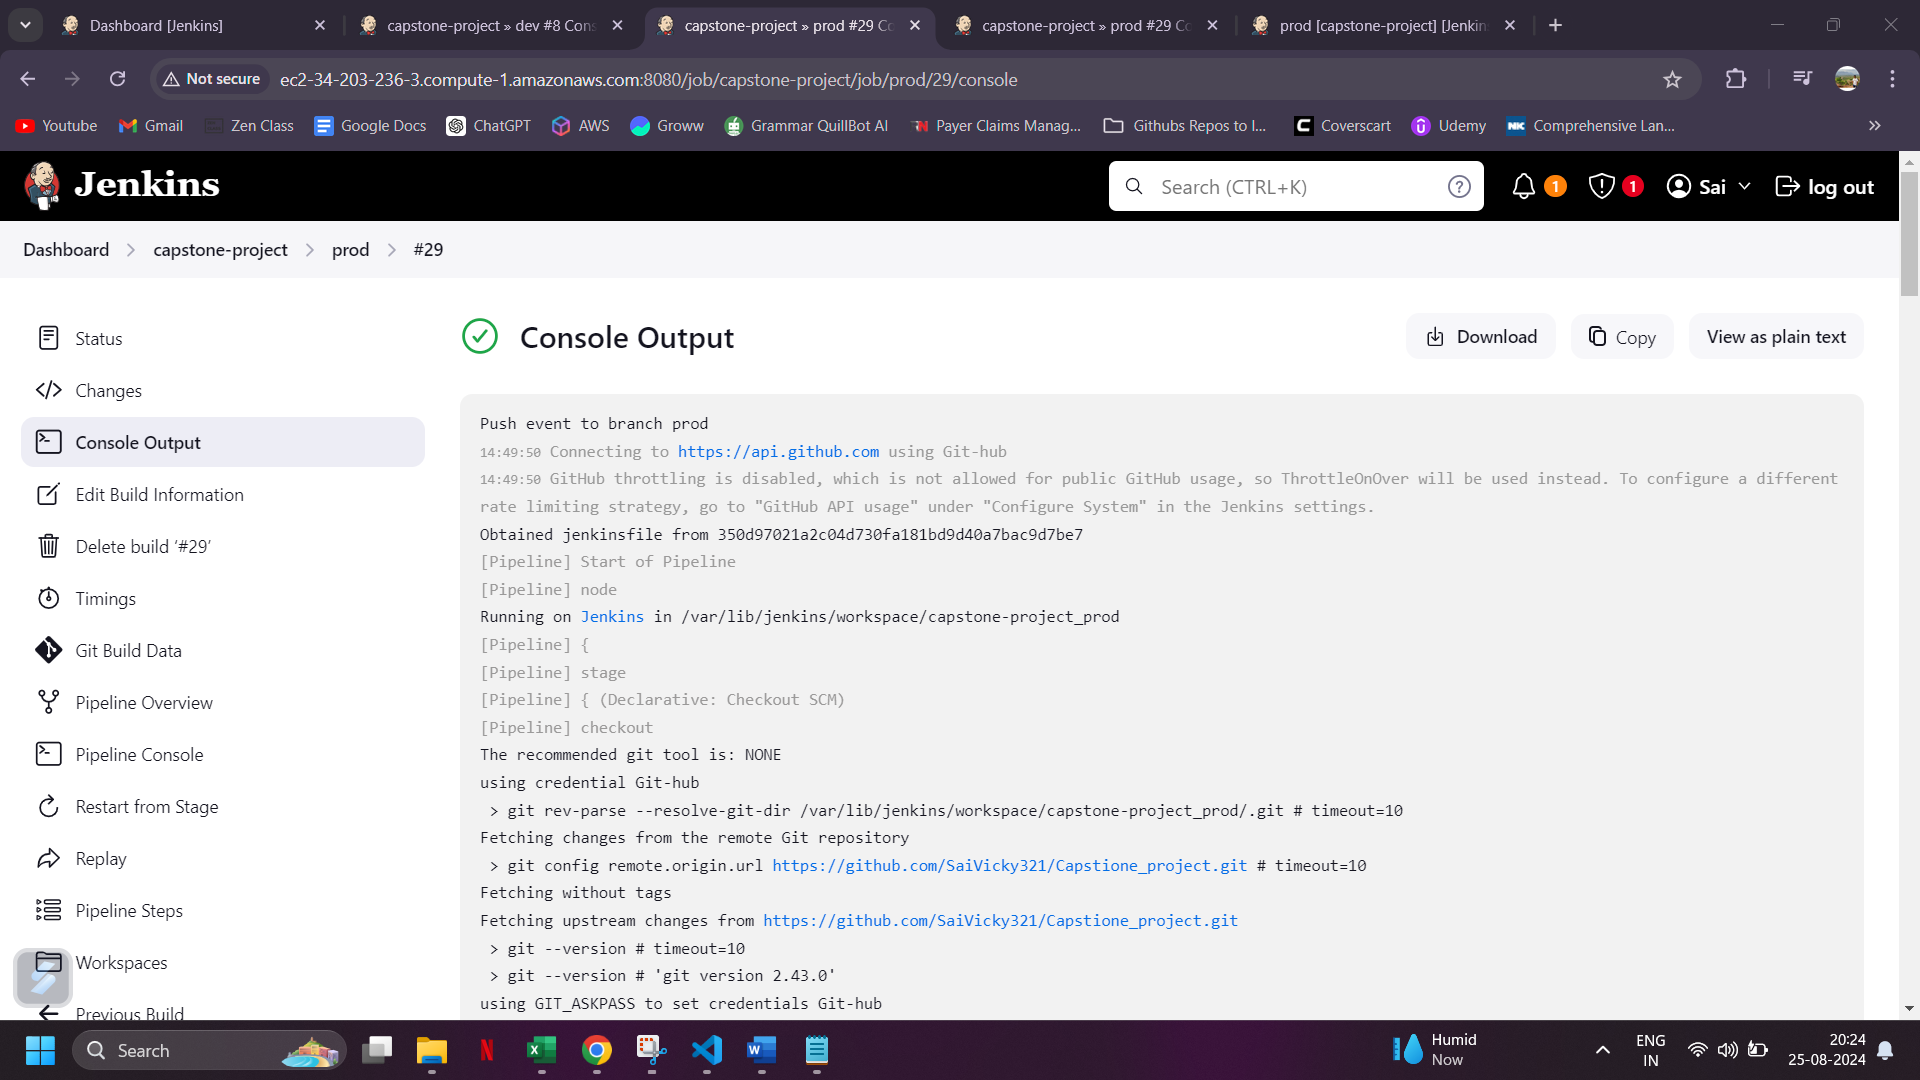 Dashboard [Jenkins]
capstone-project » dev #8 Cons
capstone-project » prod #29 Co
capstone-project » prod #29 Co
prod [capstone-project] [Jenkin
Not secure
ec2-34-203-236-3.compute-1.amazonaws.com:8080/job/capstone-project/job/prod/29/console
Youtube
Gmail
Zen Class
Google Docs
ChatGPT
AWS
Groww
Grammar QuillBot AI
Payer Claims Manag...
Githubs Repos to l...
Coverscart
Udemy
NK Comprehensive Lan...
»
Jenkins
Search (CTRL+K)
?
1
1
Sai
log out
Dashboard > capstone-project > prod > #29
Status
Changes
Console Output
Edit Build Information
Delete build ‘#29’
Timings
Git Build Data
Pipeline Overview
Pipeline Console
Restart from Stage
Replay
Pipeline Steps
Workspaces
Previous Build
Console Output
Download
Copy
View as plain text
Push event to branch prod
14:49:50 Connecting to https://api.github.com using Git-hub
14:49:50 GitHub throttling is disabled, which is not allowed for public GitHub usage, so ThrottleOnOver will be used instead. To configure a different
rate limiting strategy, go to "GitHub API usage" under "Configure System" in the Jenkins settings.
Obtained jenkinsfile from 350d97021a2c04d730fa181bd9d40a7bac9d7be7
[Pipeline] Start of Pipeline
[Pipeline] node
Running on Jenkins in /var/lib/jenkins/workspace/capstone-project_prod
[Pipeline] {
[Pipeline] stage
[Pipeline] { (Declarative: Checkout SCM)
[Pipeline] checkout
The recommended git tool is: NONE
using credential Git-hub
> git rev-parse --resolve-git-dir /var/lib/jenkins/workspace/capstone-project_prod/.git # timeout=10
Fetching changes from the remote Git repository
> git config remote.origin.url https://github.com/SaiVicky321/Capstione_project.git # timeout=10
Fetching without tags
Fetching upstream changes from https://github.com/SaiVicky321/Capstione_project.git
> git --version # timeout=10
> git --version # 'git version 2.43.0'
using GIT_ASKPASS to set credentials Git-hub
Search
Humid
Now
ENG
IN
20:24
25-08-2024